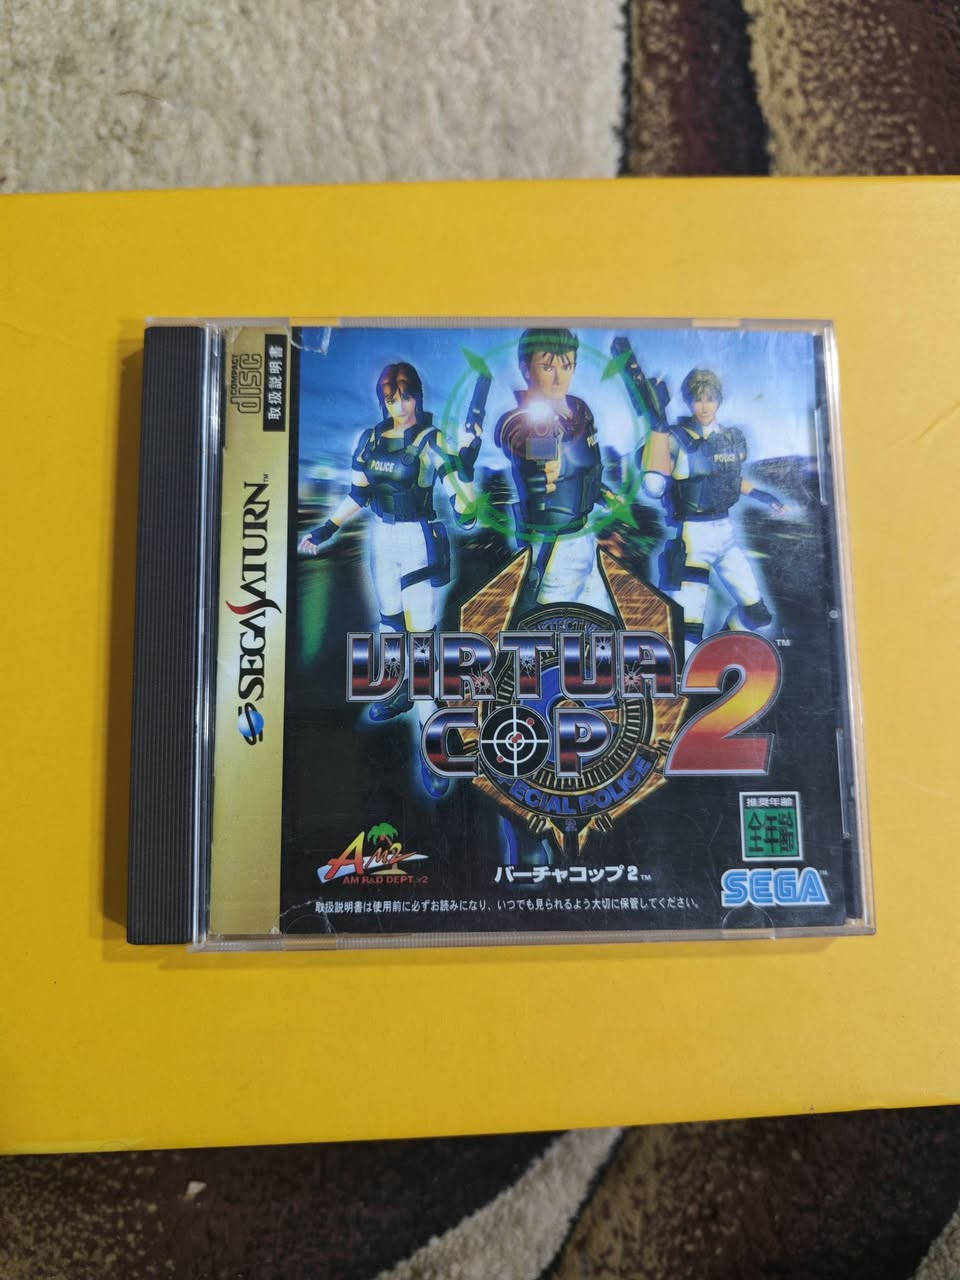 COMPACT
disc
取扱説明書
SEGA SATURN™
POLICE
POLICE
VIRTUA
COP 2™
SPECIAL POLICE
2
推奨年齢
全年齢
AM2
AM R&D DEPT.#2
バーチャコップ2™
SEGA™
取扱説明書は使用前に必ずお読みになり、いつでも見られるよう大切に保管してください。